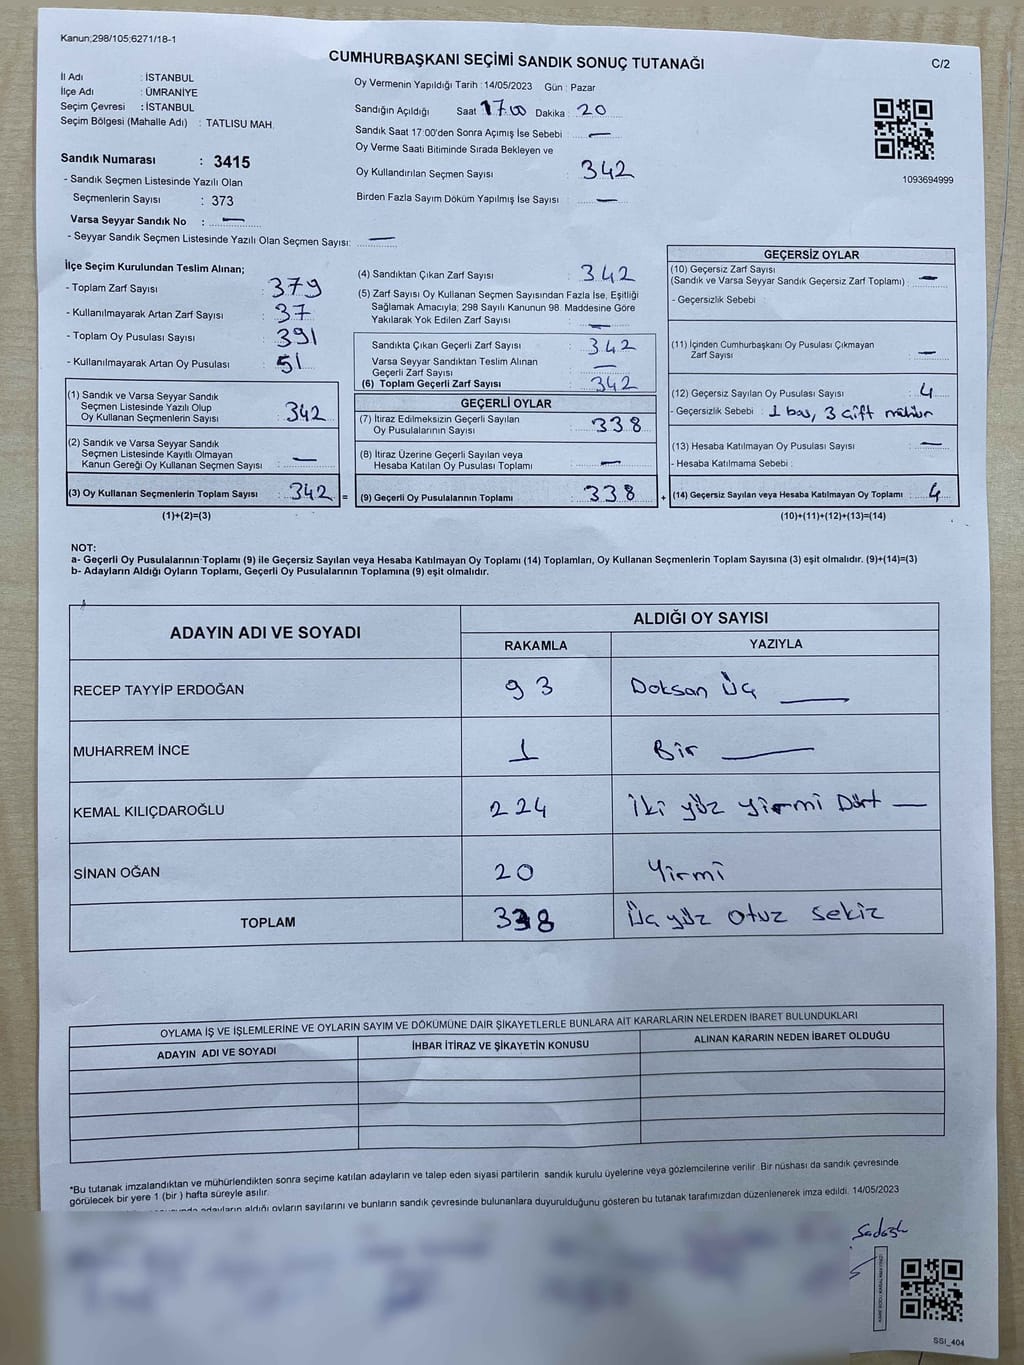 Kanun;298/105;6271/18-1
CUMHURBAŞKANI SEÇİMİ SANDIK SONUÇ TUTANAĞI
C/2
İl Adı : İSTANBUL
İlçe Adı : ÜMRANİYE
Seçim Çevresi : İSTANBUL
Seçim Bölgesi (Mahalle Adı) : TATLISU MAH.
Sandık Numarası : 3415
- Sandık Seçmen Listesinde Yazılı Olan
Seçmenlerin Sayısı : 373
Varsa Seyyar Sandık No : —
- Seyyar Sandık Seçmen Listesinde Yazılı Olan Seçmen Sayısı: —
Oy Vermenin Yapıldığı Tarih : 14/05/2023 Gün : Pazar
Sandığın Açıldığı Saat 17.00 Dakika : 20
Sandık Saat 17:00'den Sonra Açımış İse Sebebi : —
Oy Verme Saati Bitiminde Sırada Bekleyen ve
Oy Kullandırılan Seçmen Sayısı : 342
Birden Fazla Sayım Döküm Yapılmış İse Sayısı : —
1093694999
İlçe Seçim Kurulundan Teslim Alınan;
- Toplam Zarf Sayısı : 379
- Kullanılmayarak Artan Zarf Sayısı : 37
- Toplam Oy Pusulası Sayısı : 391
- Kullanılmayarak Artan Oy Pusulası : 51
(1) Sandık ve Varsa Seyyar Sandık
Seçmen Listesinde Yazılı Olup
Oy Kullanan Seçmenlerin Sayısı : 342
(2) Sandık ve Varsa Seyyar Sandık
Seçmen Listesinde Kayıtlı Olmayan
Kanun Gereği Oy Kullanan Seçmen Sayısı : —
(3) Oy Kullanan Seçmenlerin Toplam Sayısı : 342 =
(1)+(2)=(3)
(4) Sandıktan Çıkan Zarf Sayısı : 342
(5) Zarf Sayısı Oy Kullanan Seçmen Sayısından Fazla İse, Eşitliği
Sağlamak Amacıyla; 298 Sayılı Kanunun 98. Maddesine Göre
Yakılarak Yok Edilen Zarf Sayısı : —
Sandıkta Çıkan Geçerli Zarf Sayısı : 342
Varsa Seyyar Sandıktan Teslim Alınan
Geçerli Zarf Sayısı : —
(6) Toplam Geçerli Zarf Sayısı : 342
GEÇERLİ OYLAR
(7) İtiraz Edilmeksizin Geçerli Sayılan
Oy Pusulalarının Sayısı : 338
(8) İtiraz Üzerine Geçerli Sayılan veya
Hesaba Katılan Oy Pusulası Toplamı : —
(9) Geçerli Oy Pusulalarının Toplamı : 338 +
GEÇERSİZ OYLAR
(10) Geçersiz Zarf Sayısı
(Sandık ve Varsa Seyyar Sandık Geçersiz Zarf Toplamı) : —
- Geçersizlik Sebebi :
(11) İçinden Cumhurbaşkanı Oy Pusulası Çıkmayan
Zarf Sayısı : —
(12) Geçersiz Sayılan Oy Pusulası Sayısı : 4
- Geçersizlik Sebebi : 1 boş, 3 çift mühür
(13) Hesaba Katılmayan Oy Pusulası Sayısı : —
- Hesaba Katılmama Sebebi :
(14) Geçersiz Sayılan veya Hesaba Katılmayan Oy Toplamı : 4
(10)+(11)+(12)+(13)=(14)
NOT:
a- Geçerli Oy Pusulalarının Toplamı (9) ile Geçersiz Sayılan veya Hesaba Katılmayan Oy Toplamı (14) Toplamları, Oy Kullanan Seçmenlerin Toplam Sayısına (3) eşit olmalıdır. (9)+(14)=(3)
b- Adayların Aldığı Oyların Toplamı, Geçerli Oy Pusulalarının Toplamına (9) eşit olmalıdır.
ADAYIN ADI VE SOYADI ALDIĞI OY SAYISI
RAKAMLA YAZIYLA
RECEP TAYYİP ERDOĞAN 93 Doksan Üç —
MUHARREM İNCE 1 Bir —
KEMAL KILIÇDAROĞLU 224 İki yüz yirmi Dört —
SİNAN OĞAN 20 Yirmi
TOPLAM 338 Üç yüz otuz sekiz
OYLAMA İŞ VE İŞLEMLERİNE VE OYLARIN SAYIM VE DÖKÜMÜNE DAİR ŞİKAYETLERLE BUNLARA AİT KARARLARIN NELERDEN İBARET BULUNDUKLARI
ADAYIN ADI VE SOYADI İHBAR İTİRAZ VE ŞİKAYETİN KONUSU ALINAN KARARIN NEDEN İBARET OLDUĞU
*Bu tutanak imzalandıktan ve mühürlendikten sonra seçime katılan adayların ve talep eden siyasi partilerin sandık kurulu üyelerine veya gözlemcilerine verilir. Bir nüshası da sandık çevresinde
görülecek bir yere 1 (bir ) hafta süreyle asılır.
adayların aldığı oyların sayılarını ve bunların sandık çevresinde bulunanlara duyurulduğunu gösteren bu tutanak tarafımızdan düzenlenerek imza edildi. 14/05/2023
SSI_404